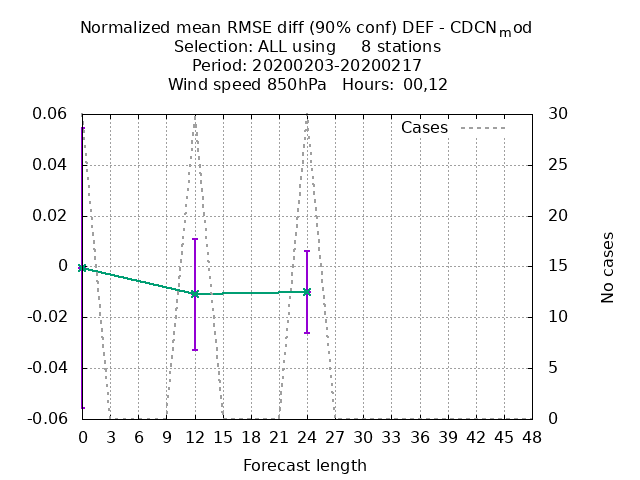 Normalized mean RMSE diff (90% conf) DEF - CDCNmod
Selection: ALL using     8 stations
Period: 20200203-20200217
Wind speed 850hPa   Hours:  00,12
Cases
0.06
0.04
0.02
0
-0.02
-0.04
-0.06
30
25
20
15
10
5
0
No cases
0 3 6 9 12 15 18 21 24 27 30 33 36 39 42 45 48
Forecast length